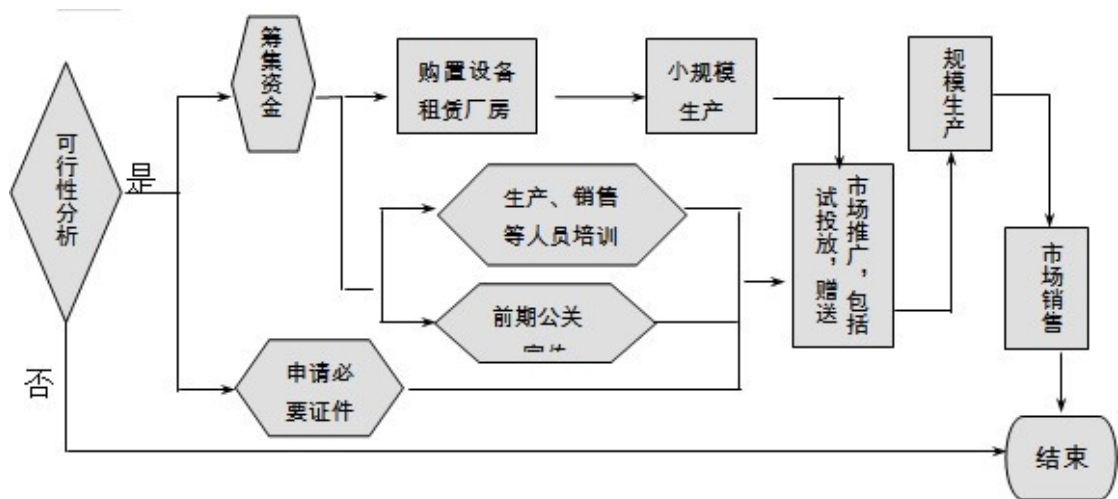 可行性分析
是
否
筹集资金
购置设备
租赁厂房
小规模
生产
规模生产
生产、销售
等人员培训
前期公关
市场推广，包括
试投放，赠送
市场销售
申请必
要证件
结束